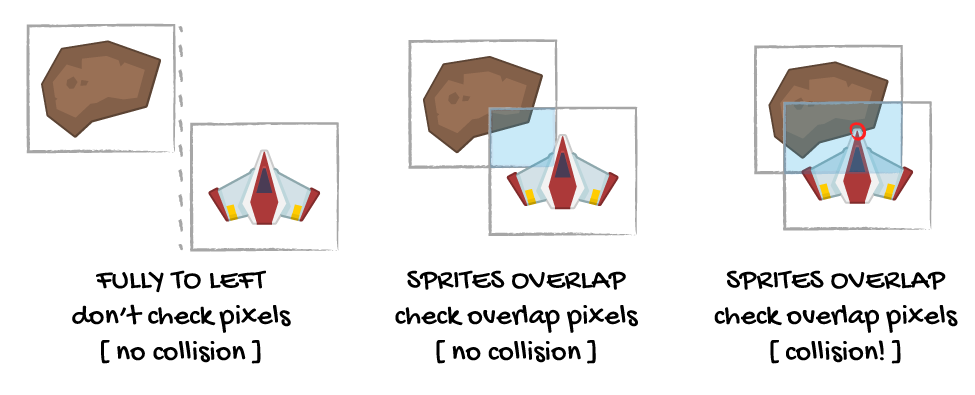 FULLY TO LEFT
don't check pixels
[ no collision ]
SPRITES OVERLAP
check overlap pixels
[ no collision ]
SPRITES OVERLAP
check overlap pixels
[ collision! ]